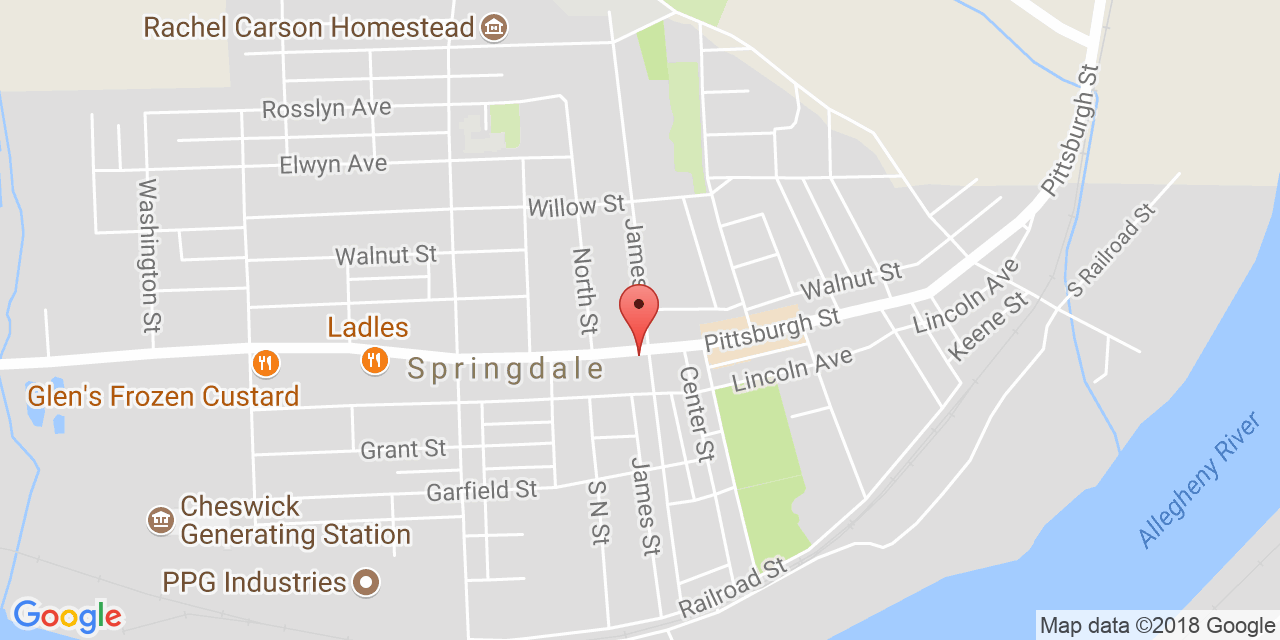 Rachel Carson Homestead
Rosslyn Ave
Elwyn Ave
Pittsburgh St
Washington St
Willow St
James
S Railroad St
Walnut St
North St
Walnut St
Lincoln Ave
Keene St
Ladles
Pittsburgh St
Springdale
Lincoln Ave
Glen's Frozen Custard
Center St
Grant St
Garfield St
Allegheny River
Cheswick
Generating Station
S N St
James St
PPG Industries
Railroad St
Google
Map data ©2018 Google